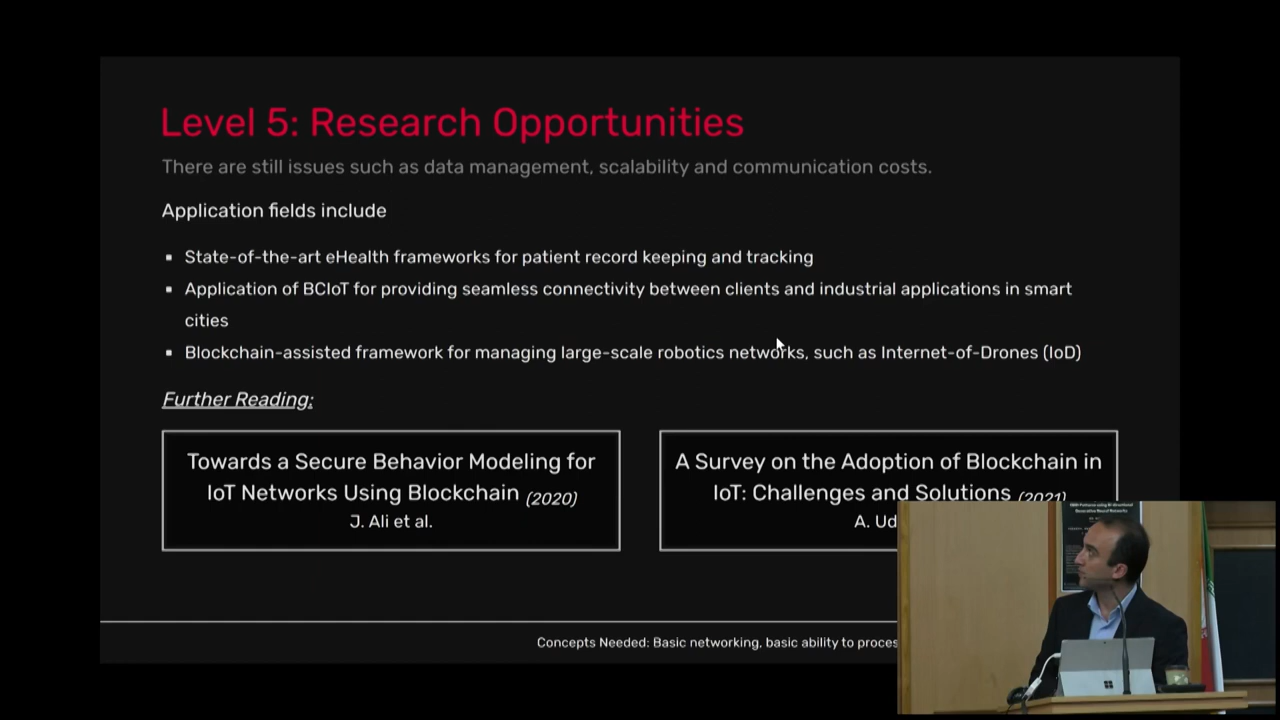 Level 5: Research Opportunities
There are still issues such as data management, scalability and communication costs.
Application fields include
▪ State-of-the-art eHealth frameworks for patient record keeping and tracking
▪ Application of BCIoT for providing seamless connectivity between clients and industrial applications in smart
cities
▪ Blockchain-assisted framework for managing large-scale robotics networks, such as Internet-of-Drones (IoD)
Further Reading:
Towards a Secure Behavior Modeling for
IoT Networks Using Blockchain (2020)
J. Ali et al.
A Survey on the Adoption of Blockchain in
IoT: Challenges and Solutions (2021)
A. Ud
Concepts Needed: Basic networking, basic ability to proces